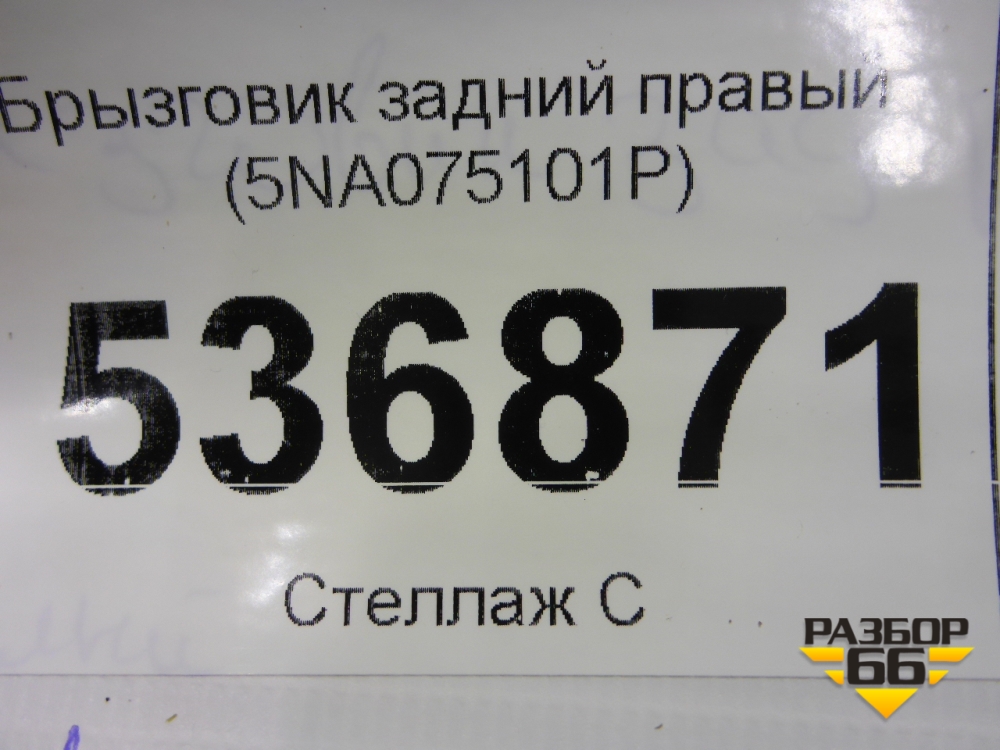 Брызговик задний правый
(5NA075101P)
536871
Стеллаж С
РАЗБОР
66